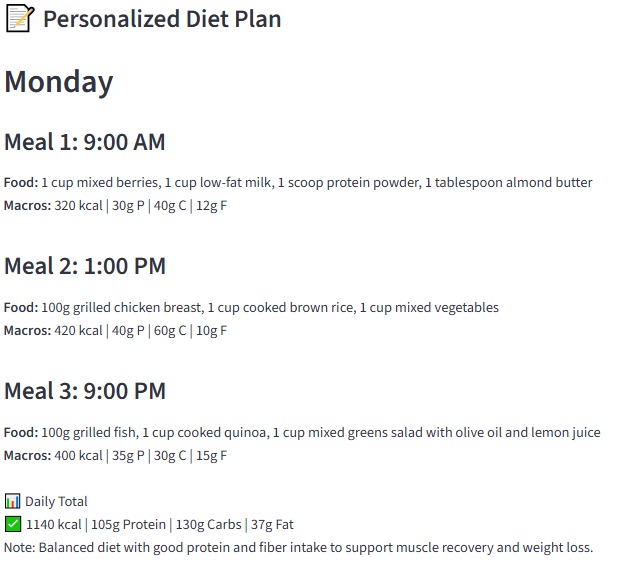 📝 Personalized Diet Plan
Monday
Meal 1: 9:00 AM
Food: 1 cup mixed berries, 1 cup low-fat milk, 1 scoop protein powder, 1 tablespoon almond butter
Macros: 320 kcal | 30g P | 40g C | 12g F
Meal 2: 1:00 PM
Food: 100g grilled chicken breast, 1 cup cooked brown rice, 1 cup mixed vegetables
Macros: 420 kcal | 40g P | 60g C | 10g F
Meal 3: 9:00 PM
Food: 100g grilled fish, 1 cup cooked quinoa, 1 cup mixed greens salad with olive oil and lemon juice
Macros: 400 kcal | 35g P | 30g C | 15g F
📊 Daily Total
✅ 1140 kcal | 105g Protein | 130g Carbs | 37g Fat
Note: Balanced diet with good protein and fiber intake to support muscle recovery and weight loss.